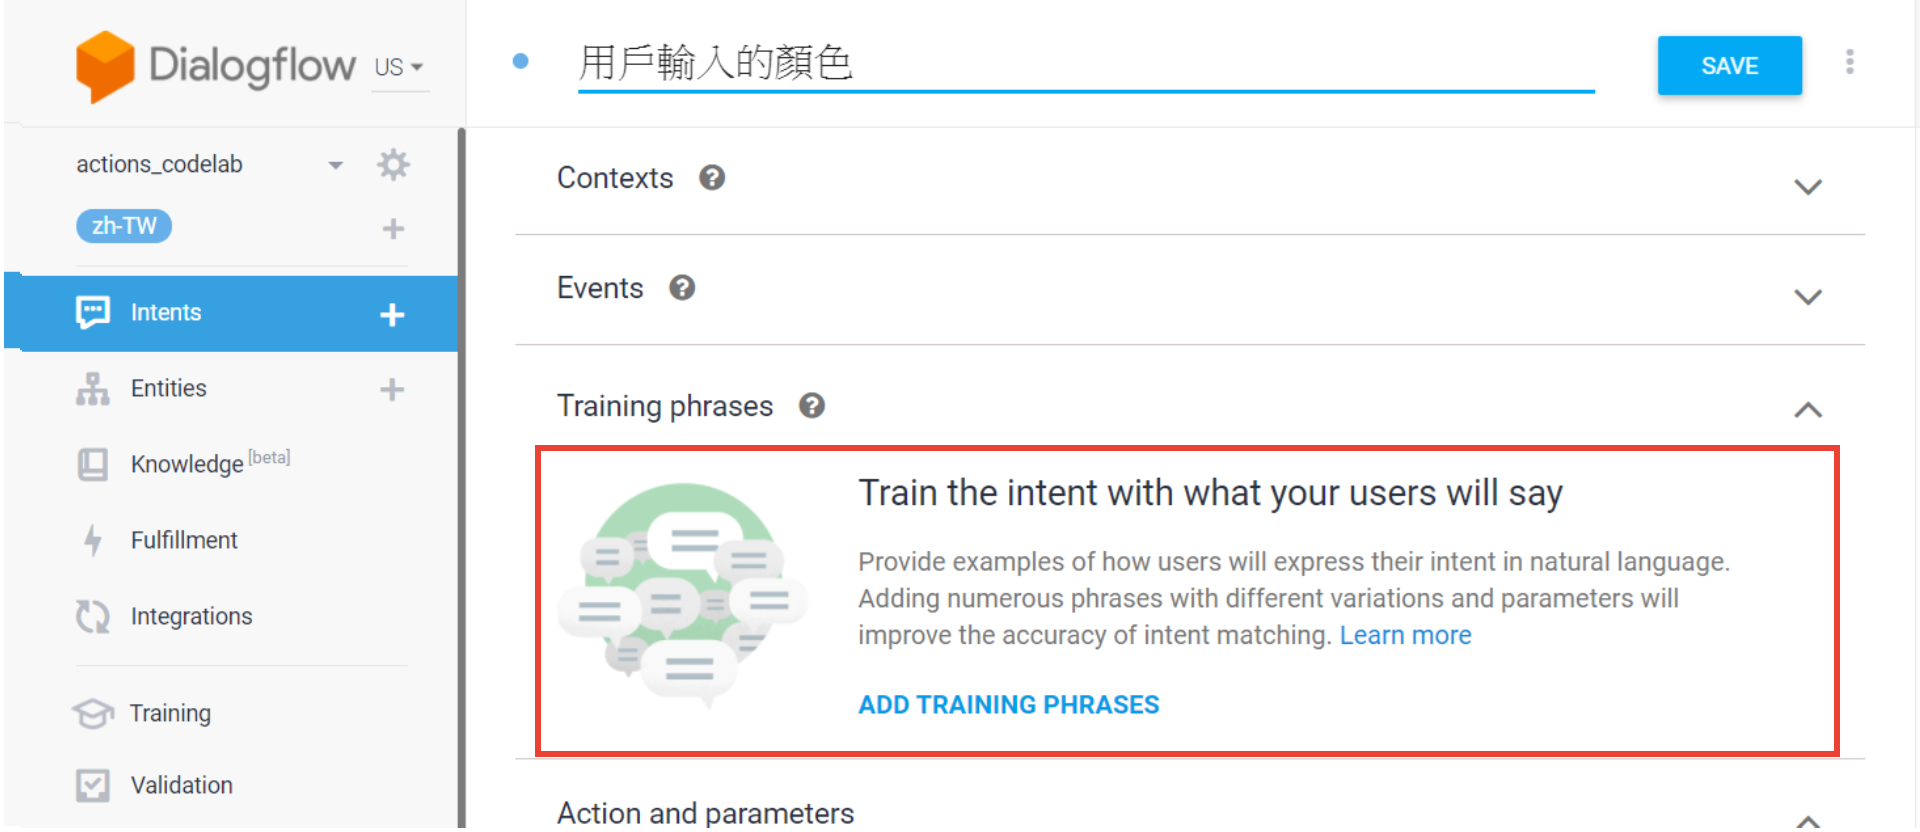 Dialogflow
US
用戶輸入的顏色
SAVE
actions_codelab
zh-TW
Intents
Entities
Knowledge [beta]
Fulfillment
Integrations
Training
Validation
Contexts
Events
Training phrases
Train the intent with what your users will say
Provide examples of how users will express their intent in natural language.
Adding numerous phrases with different variations and parameters will
improve the accuracy of intent matching. Learn more
ADD TRAINING PHRASES
Action and parameters